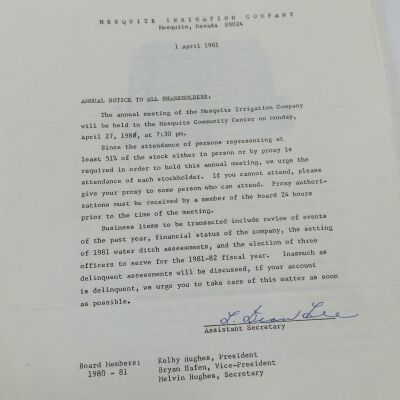 MESQUITE IRRIGATION COMPANY
Mesquite, Nevada 89024
1 april 1981
ANNUAL NOTICE TO ALL SHAREHOLDERS:
The annual meeting of the Mesquite Irrigation Company
will be held in the Mesquite Community Center on monday,
April 27, 1981, at 7:30 pm.
Since the attendance of persons representing at
least 51% of the stock either in person or by proxy is
required in order to hold this annual meeting, we urge the
attendance of each stockholder. If you cannot attend, please
give your proxy to some person who can attend. Proxy authori-
zations must be received by a member of the board 24 hours
prior to the time of the meeting.
Business items to be transacted include review of events
of the past year, financial status of the company, the setting
of 1981 water ditch assessments, and the election of three
officers to serve for the 1981-82 fiscal year. Inasmuch as
delinquent assessments will be discussed, if your account
is delinquent, we urge you to take care of this matter as soon
as possible.
L. Dean Lee
Assistant Secretary
Board Members: Kelby Hughes, President
1980 - 81 Bryan Hafen, Vice-President
Melvin Hughes, Secretary